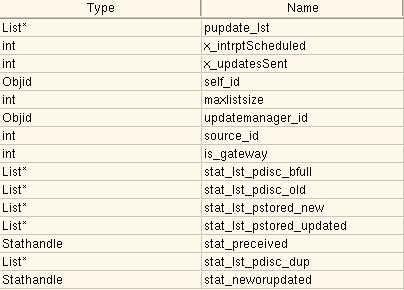 Type Name
List* pupdate_lst
int x_intrptScheduled
int x_updatesSent
Objid self_id
int maxlistsize
Objid updatemanager_id
int source_id
int is_gateway
List* stat_lst_pdisc_bfull
List* stat_lst_pdisc_old
List* stat_lst_pstored_new
List* stat_lst_pstored_updated
Stathandle stat_preceived
List* stat_lst_pdisc_dup
Stathandle stat_neworupdated